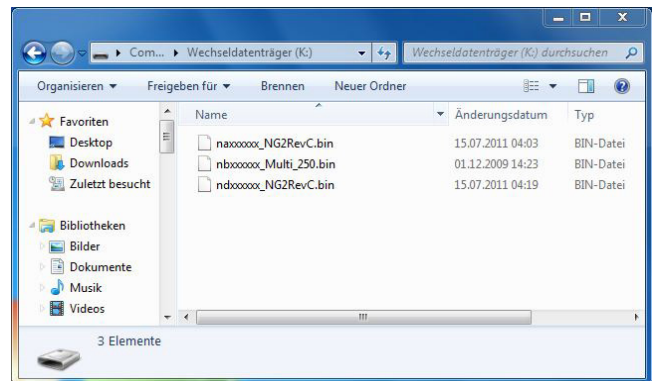 Com... Wechseldatenträger (K:) Wechseldatenträger (K:) durchsuchen
Organisieren Freigeben für Brennen Neuer Ordner
Favoriten
Desktop
Downloads
Zuletzt besucht
Bibliotheken
Bilder
Dokumente
Musik
Videos
Name Änderungsdatum Typ
naxxxxxx_NG2RevC.bin 15.07.2011 04:03 BIN-Datei
nbxxxxxx_Multi_250.bin 01.12.2009 14:23 BIN-Datei
ndxxxxxx_NG2RevC.bin 15.07.2011 04:19 BIN-Datei
3 Elemente